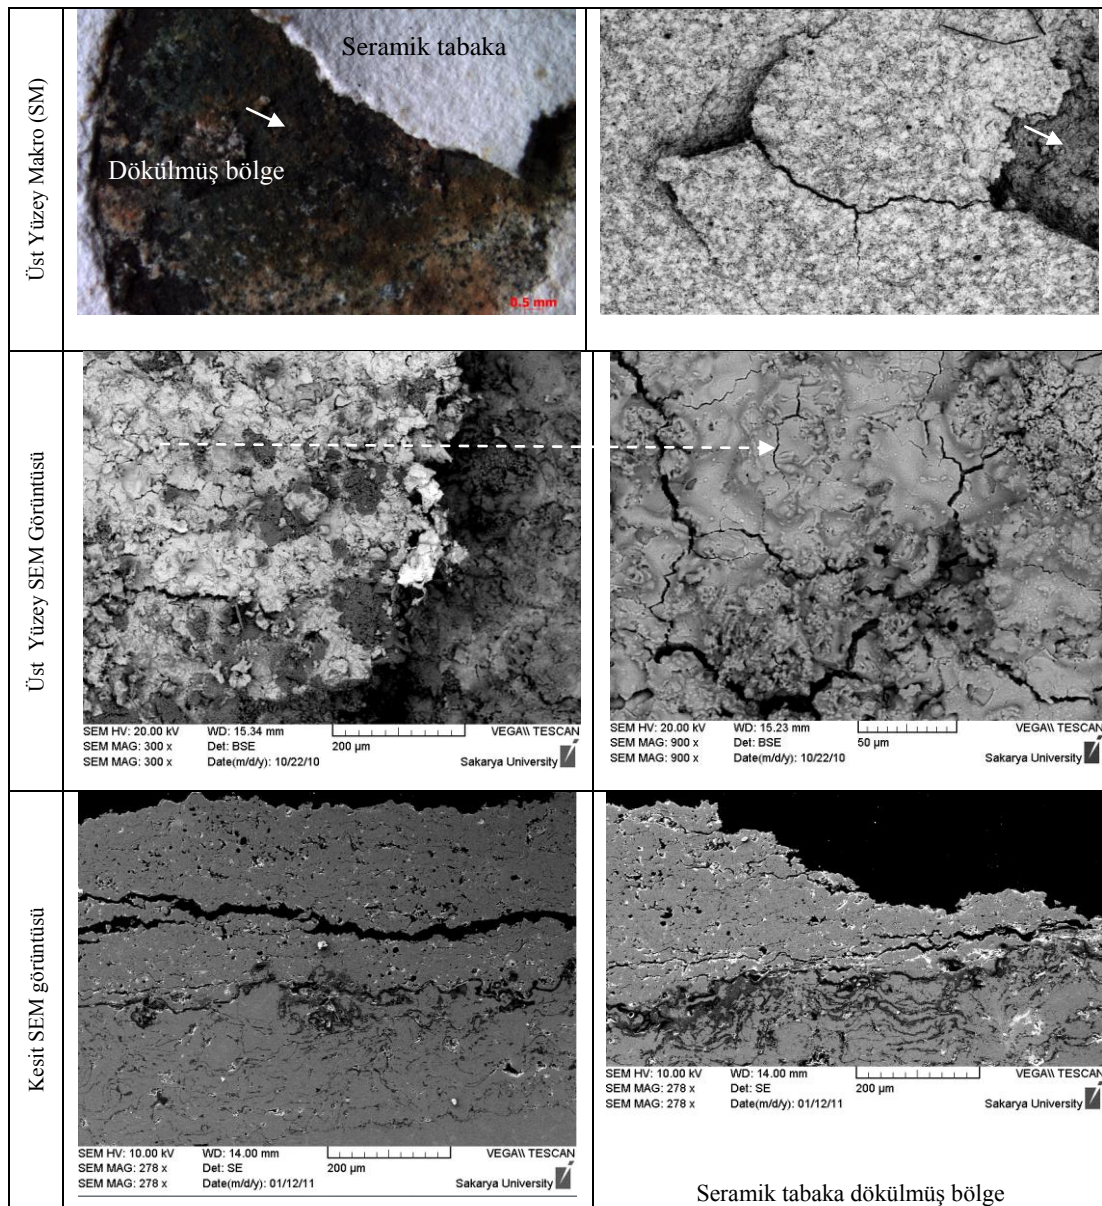 Üst Yüzey Makro (SM)
Seramik tabaka
Dökülmüş bölge
0.5 mm
Üst Yüzey SEM Görüntüsü
SEM HV: 20.00 kV WD: 15.34 mm VEGA\\ TESCAN
SEM MAG: 300 x Det: BSE 200 µm
SEM MAG: 300 x Date(m/d/y): 10/22/10 Sakarya University
SEM HV: 20.00 kV WD: 15.23 mm VEGA\\ TESCAN
SEM MAG: 900 x Det: BSE 50 µm
SEM MAG: 900 x Date(m/d/y): 10/22/10 Sakarya University
Kesit SEM görüntüsü
SEM HV: 10.00 kV WD: 14.00 mm VEGA\\ TESCAN
SEM MAG: 278 x Det: SE 200 µm
SEM MAG: 278 x Date(m/d/y): 01/12/11 Sakarya University
SEM HV: 10.00 kV WD: 14.00 mm VEGA\\ TESCAN
SEM MAG: 278 x Det: SE 200 µm
SEM MAG: 278 x Date(m/d/y): 01/12/11 Sakarya University
Seramik tabaka dökülmüş bölge